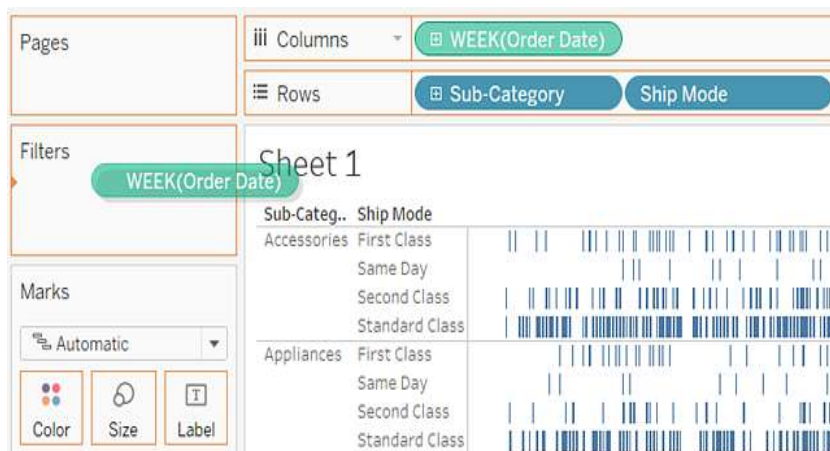 Pages
Columns WEEK(Order Date)
Rows Sub-Category Ship Mode
Filters
WEEK(Order Date)
Sheet 1
Sub-Categ.. Ship Mode
Accessories First Class
Same Day
Second Class
Standard Class
Appliances First Class
Same Day
Second Class
Standard Class
Marks
Automatic
Color Size T Label